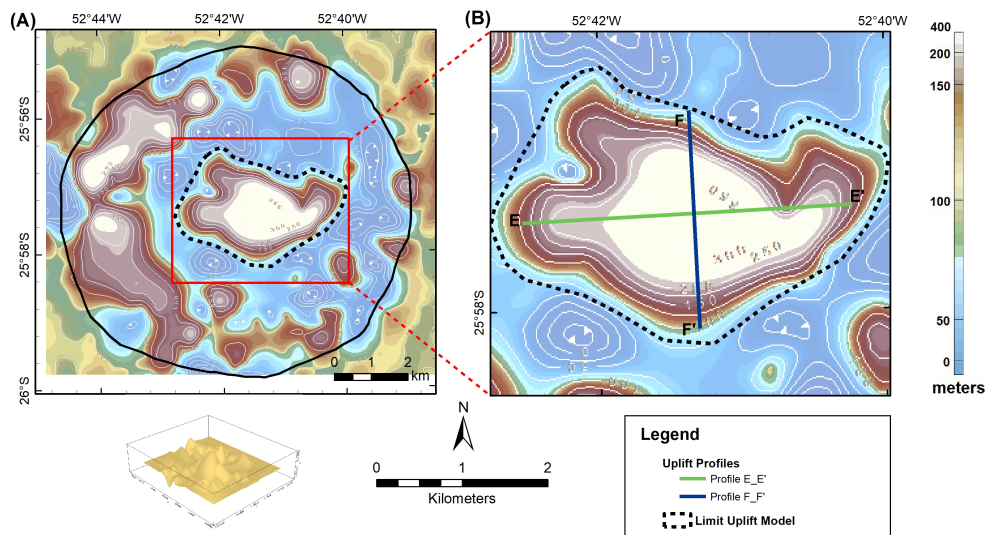 (A)
52°44'W
52°42'W
52°40'W
25°56'S
25°58'S
26°S
0
1
2
km
(B)
52°42'W
52°40'W
25°58'S
F
E
E'
F'
400
200
150
100
50
0
meters
N
0
1
2
Kilometers
Legend
Uplift Profiles
Profile E_E'
Profile F_F'
Limit Uplift Model